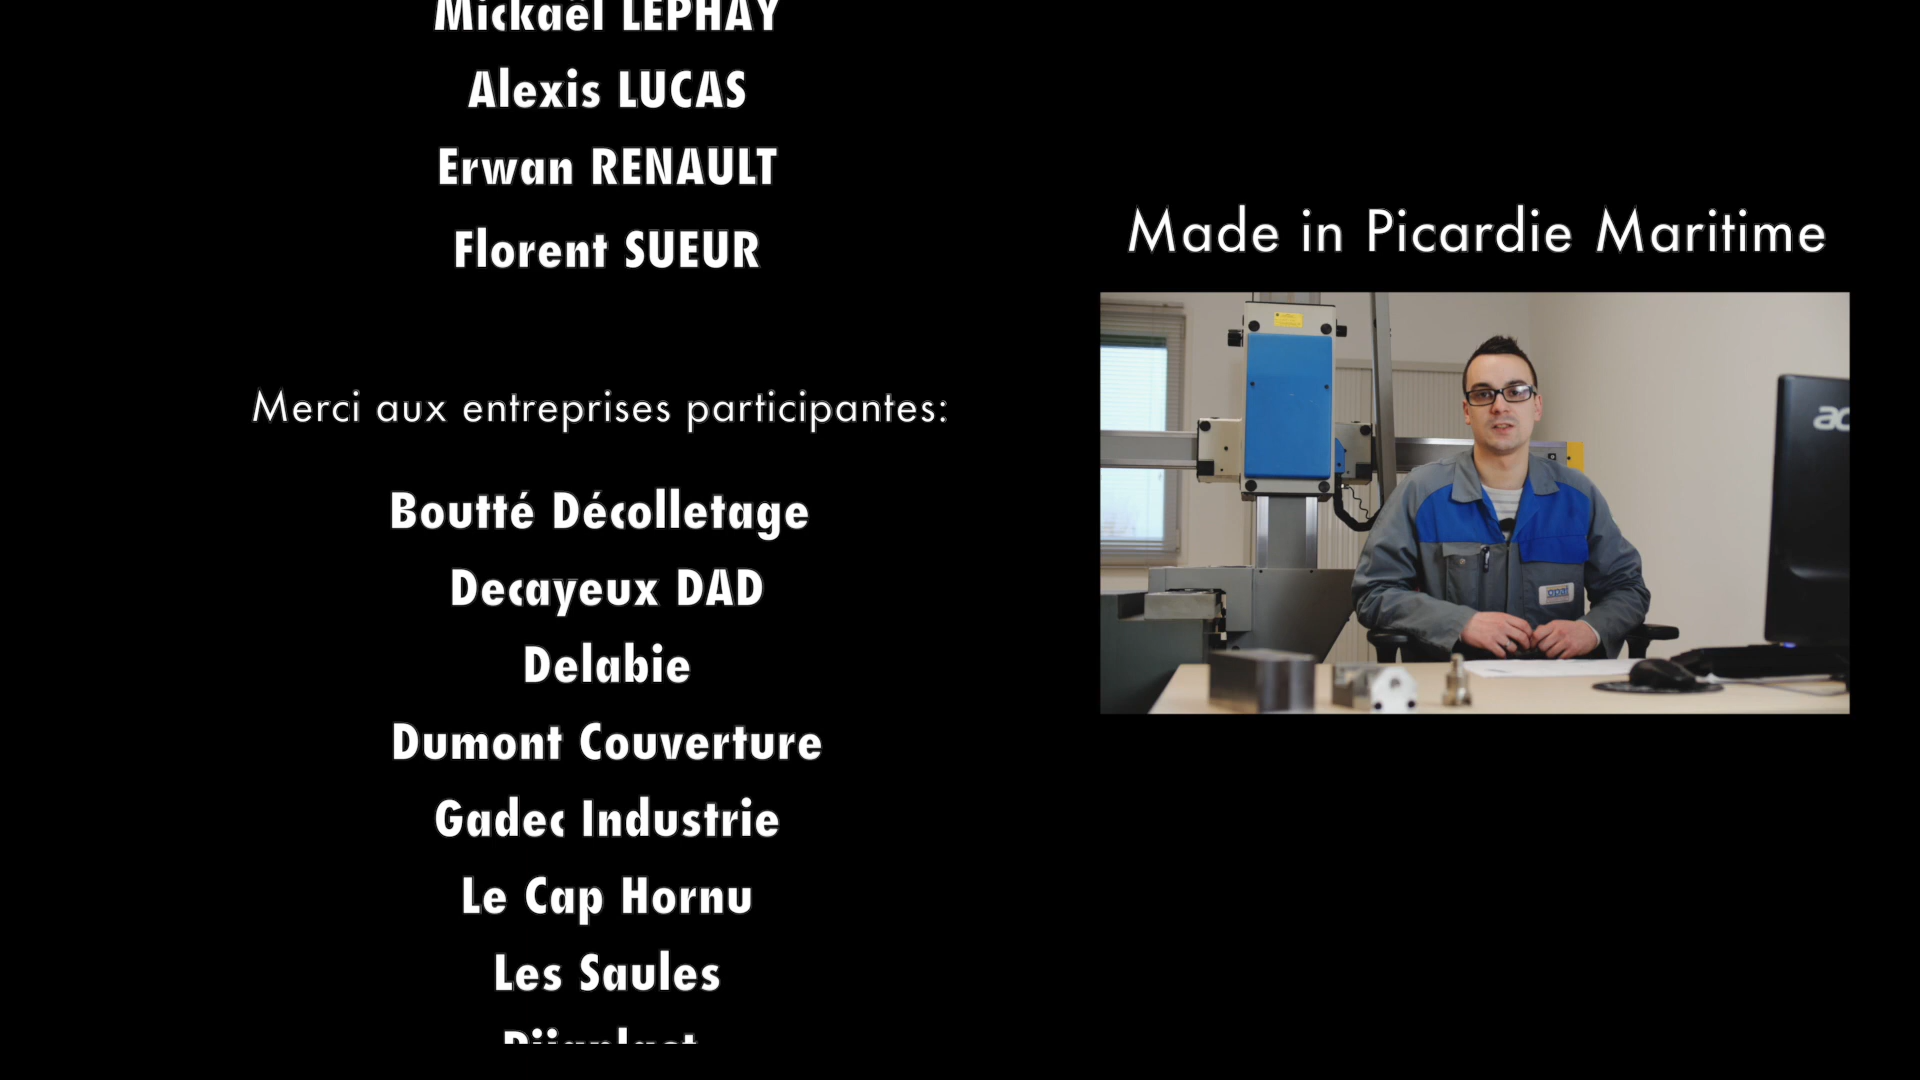 Mickaël LEPHAY
Alexis LUCAS
Erwan RENAULT
Florent SUEUR
Merci aux entreprises participantes:
Boutté Décolletage
Decayeux DAD
Delabie
Dumont Couverture
Gadec Industrie
Le Cap Hornu
Les Saules
Made in Picardie Maritime
opal